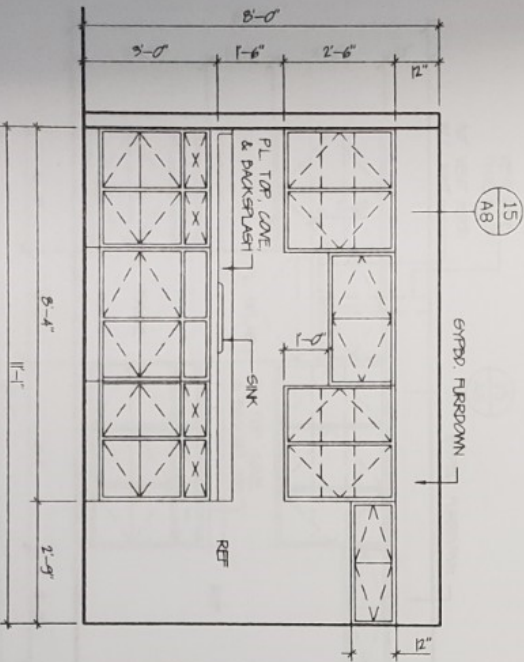 8'-0"
3'-0"
1'-6"
2'-6"
12"
15
A8
GYPBD. FURRDOWN
PL. TOP, COVE,
& BACKSPLASH
SINK
1'-0"
REF
8'-4"
2'-9"
11'-1"
12"